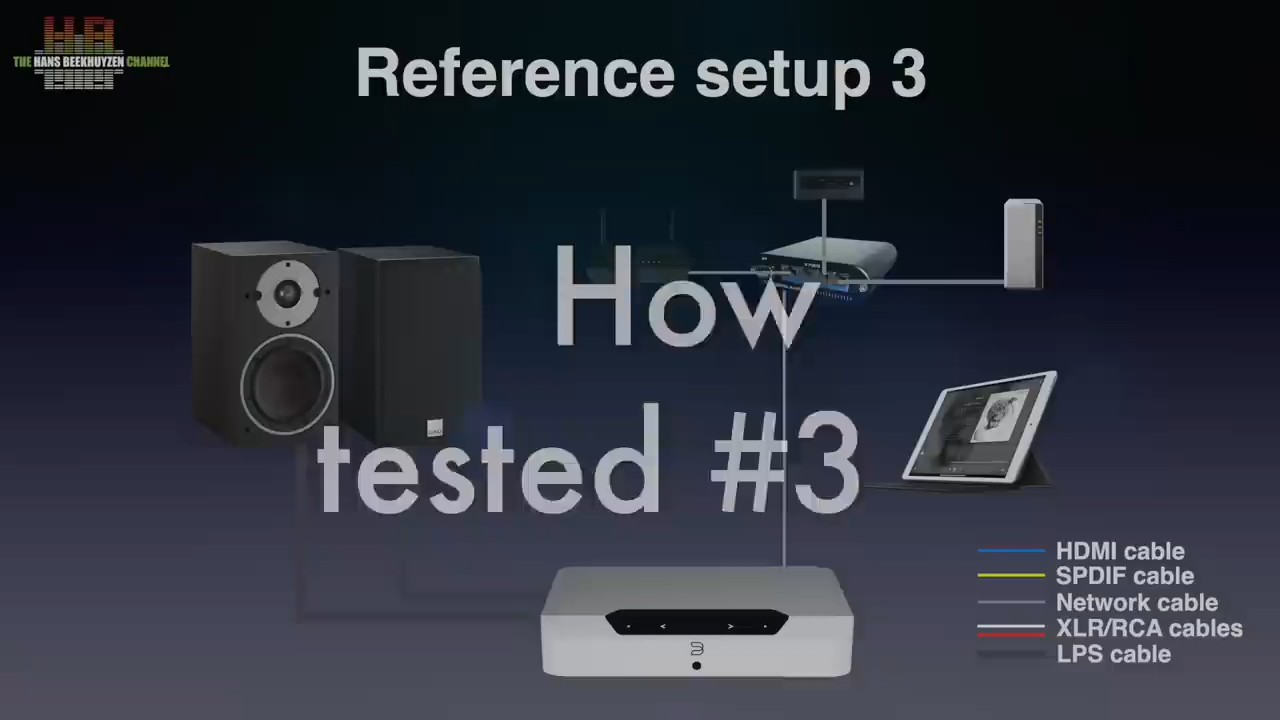 THE HANS BEEKHUYZEN CHANNEL
Reference setup 3
How
tested #3
HDMI cable
SPDIF cable
Network cable
XLR/RCA cables
LPS cable